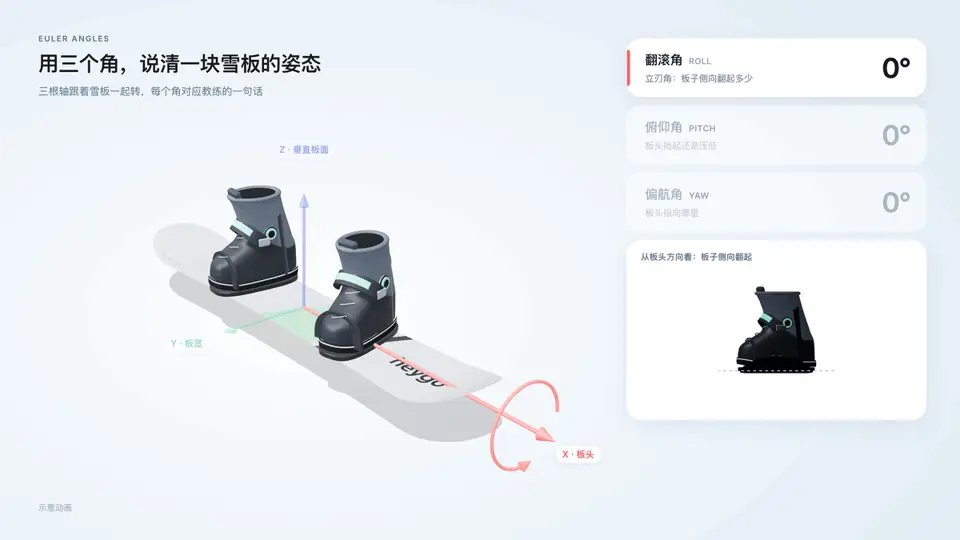 EULER ANGLES
用三个角，说清一块雪板的姿态
三根轴跟着雪板一起转，每个角对应教练的一句话
Z · 垂直板面
Y · 板宽
heygo
X · 板头
翻滚角 ROLL
0°
立刃角：板子侧向翻起多少
俯仰角 PITCH
0°
板头抬起还是压低
偏航角 YAW
0°
板头指向哪里
从板头方向看：板子侧向翻起
示意动画